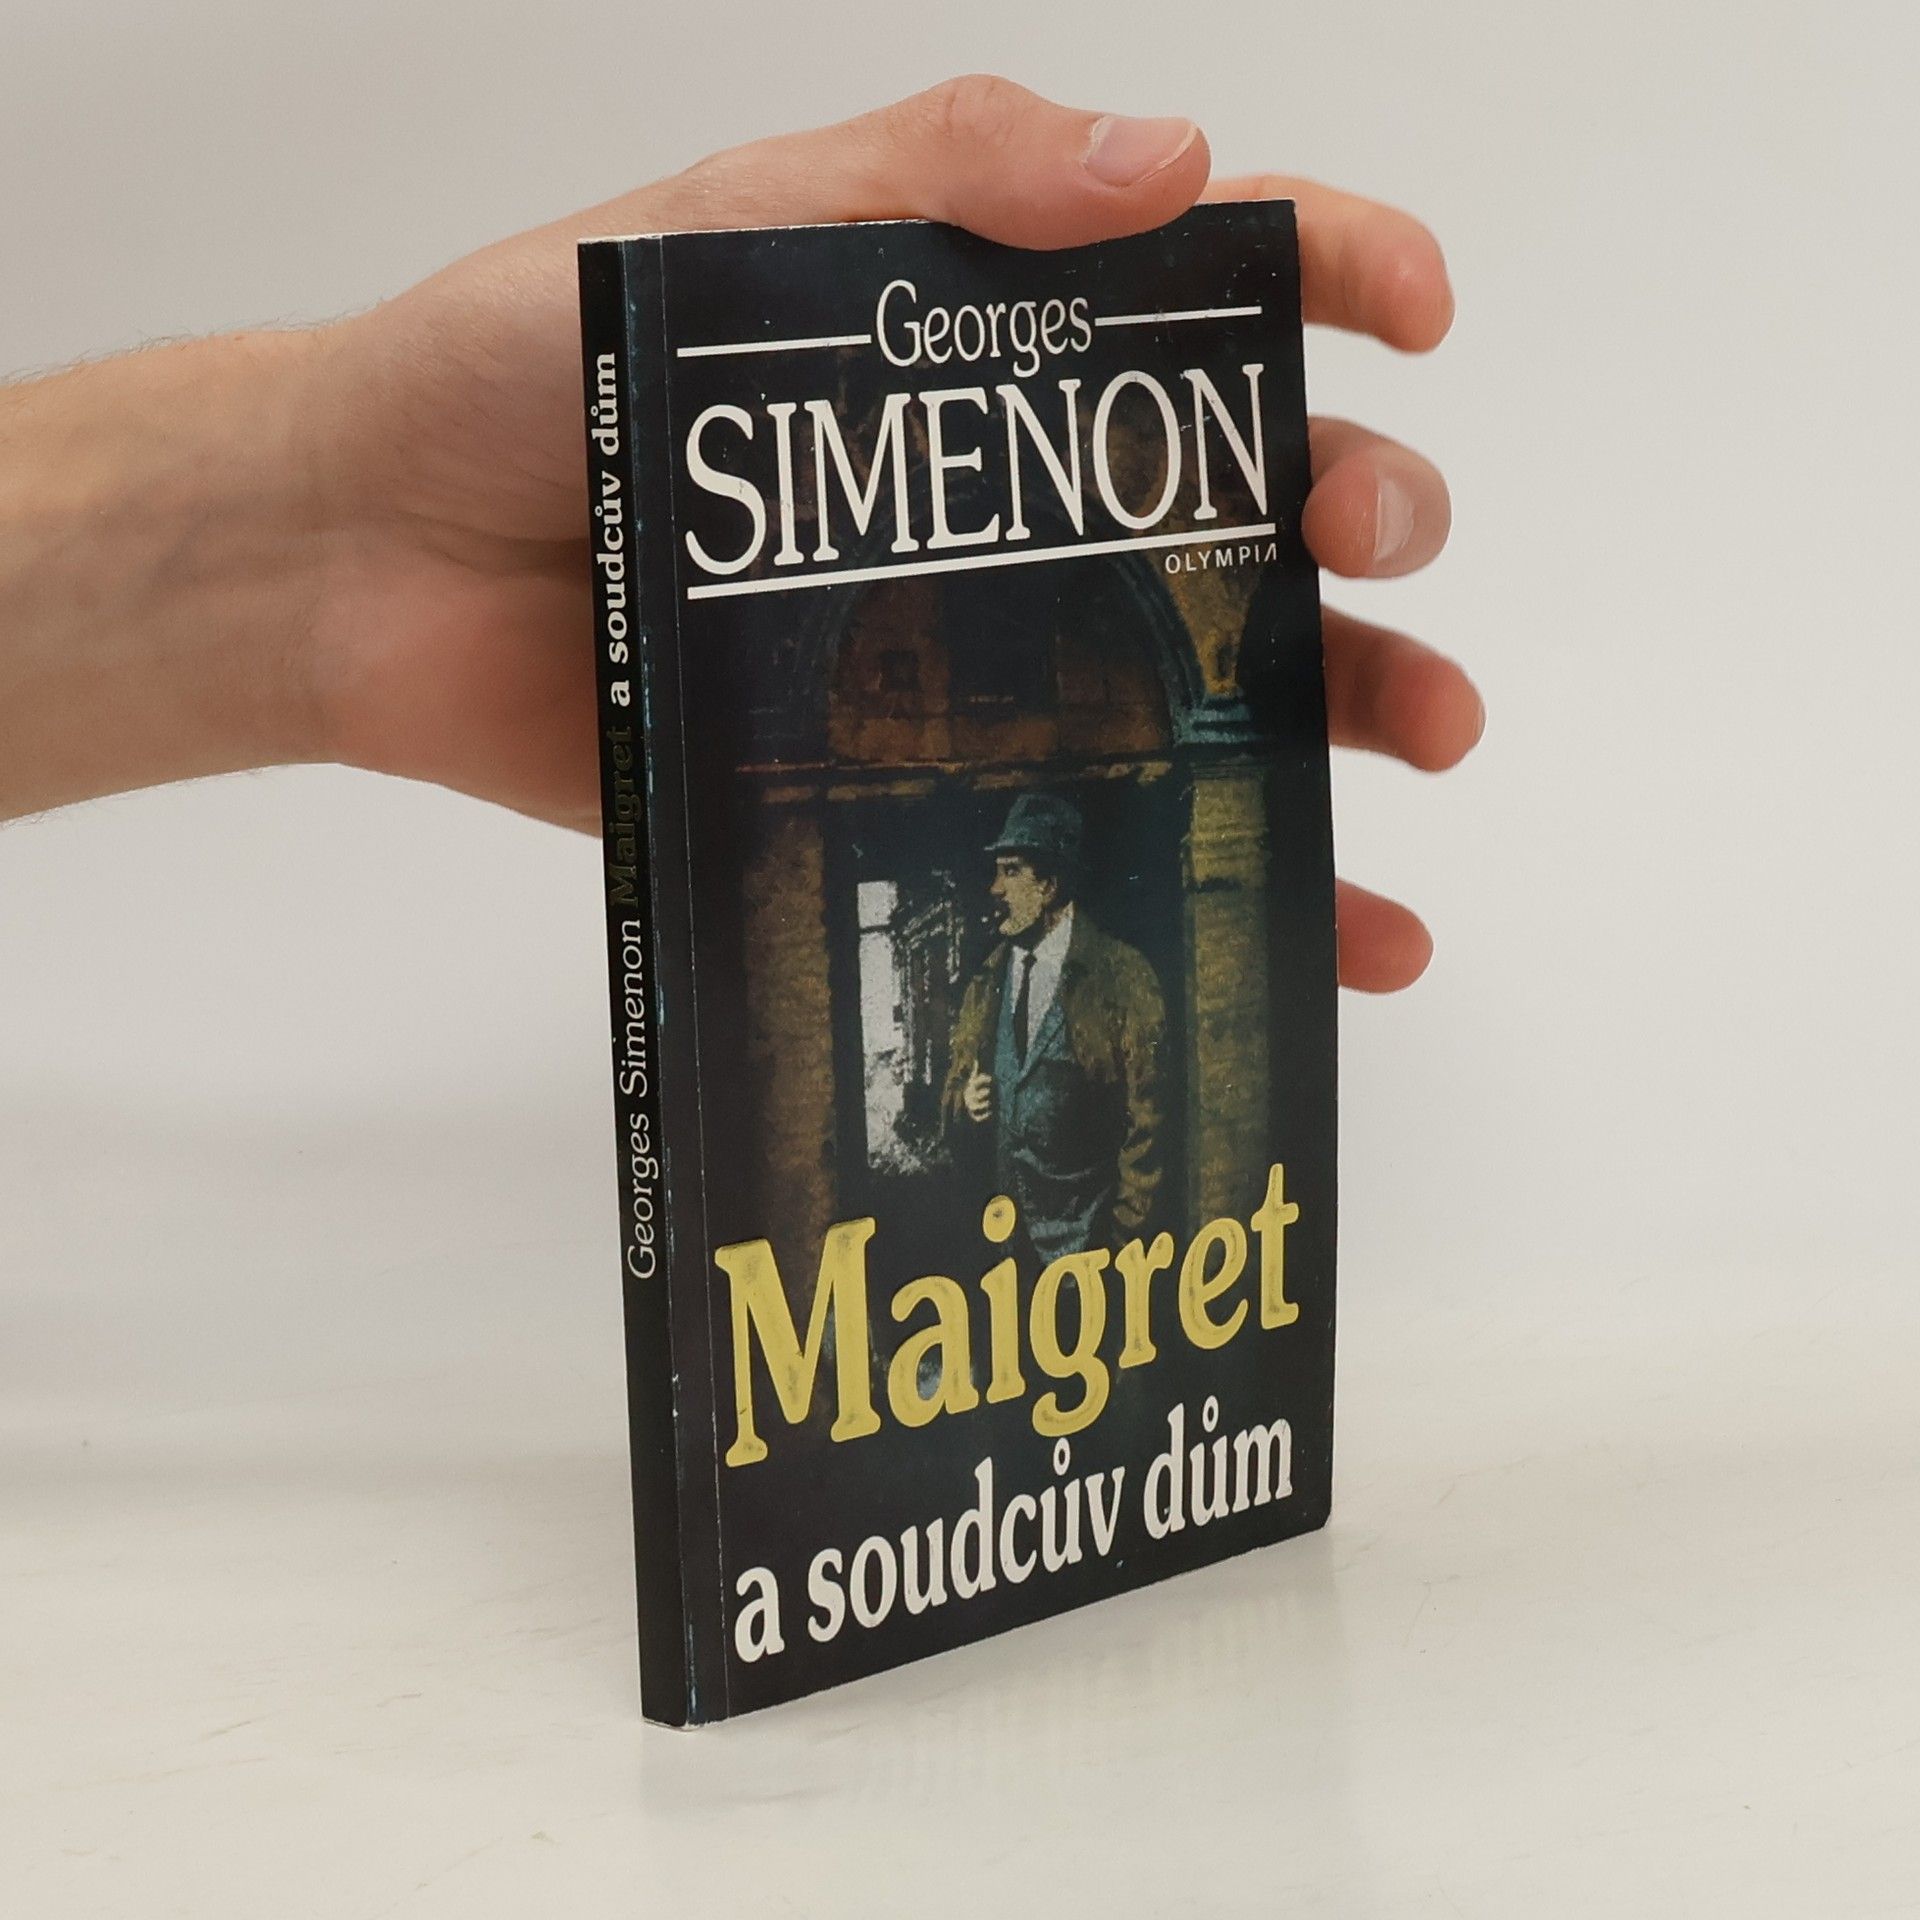 Georges
SIMENON
OLYMPIA
Maigret
a soudcův dům
Georges Simenon Maigret a soudcův dům